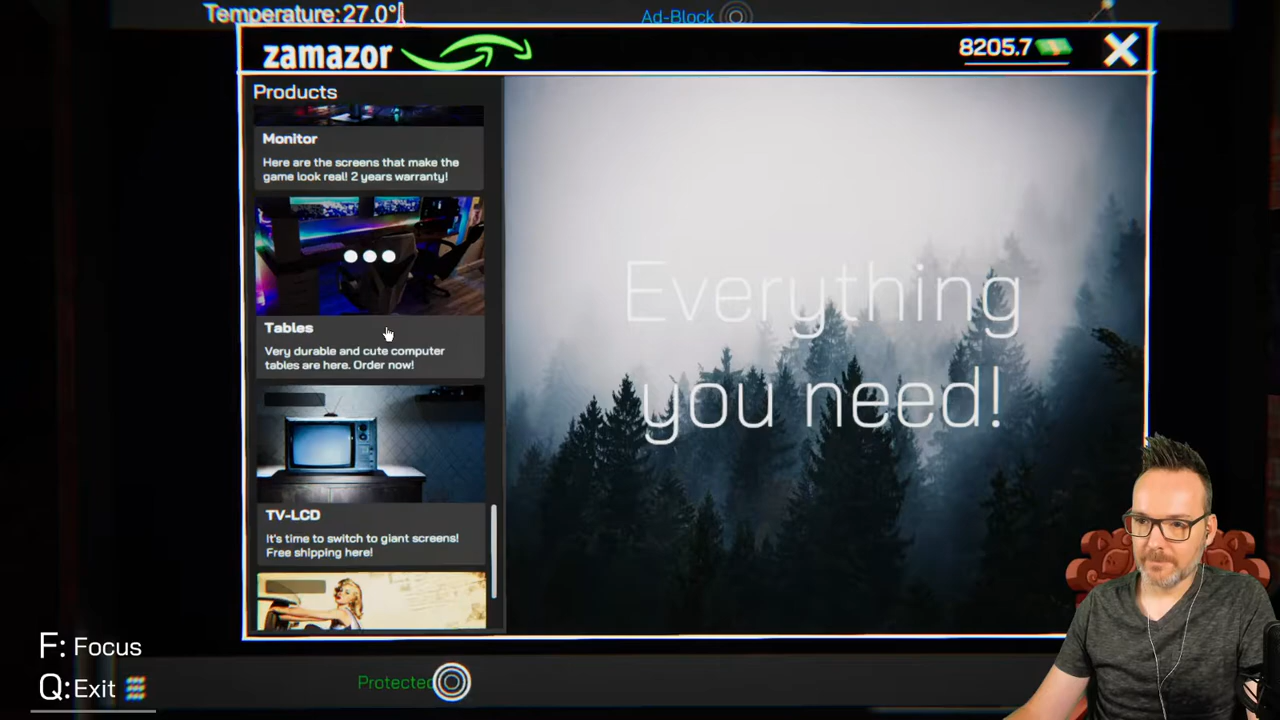 Temperature: 27.0°
Ad-Block
zamazor
8205.7
Products
Monitor
Here are the screens that make the
game look real! 2 years warranty!
Tables
Very durable and cute computer
tables are here. Order now!
TV-LCD
It's time to switch to giant screens!
Free shipping here!
Everything
you need!
F: Focus
Q: Exit
Protected